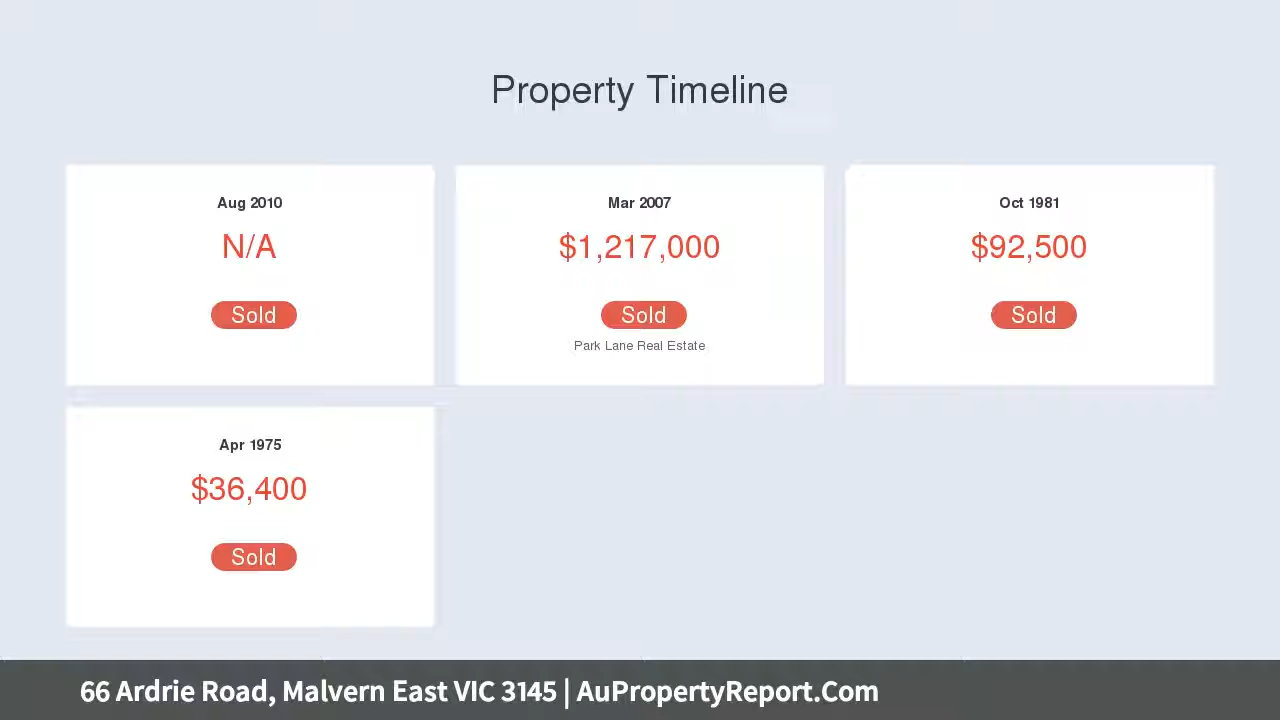 Property Timeline
Aug 2010
N/A
Sold
Mar 2007
$1,217,000
Sold
Park Lane Real Estate
Oct 1981
$92,500
Sold
Apr 1975
$36,400
Sold
66 Ardrie Road, Malvern East VIC 3145 | AuPropertyReport.Com